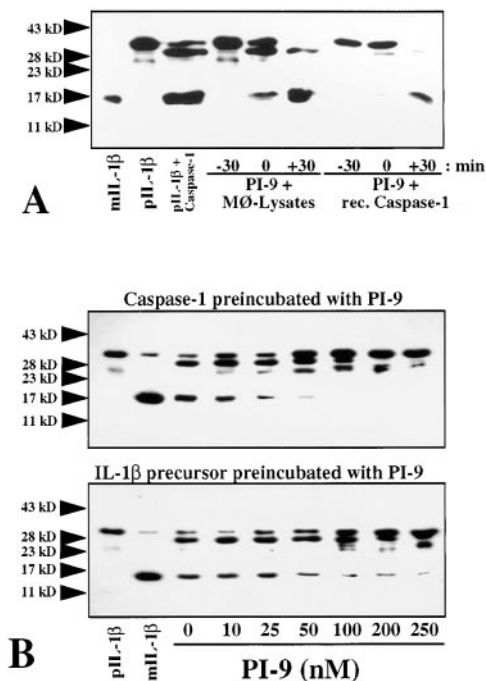 43 kD
28 kD
23 kD
17 kD
11 kD
mIL-1β
pIL-1β
pIL-1β +
Caspase-1
-30 0 +30 -30 0 +30 : min
PI-9 + PI-9 +
MØ-Lysates rec. Caspase-1
A
Caspase-1 preincubated with PI-9
43 kD
28 kD
23 kD
17 kD
11 kD
IL-1β precursor preincubated with PI-9
43 kD
28 kD
23 kD
17 kD
11 kD
pIL-1β
mIL-1β
0 10 25 50 100 200 250
PI-9 (nM)
B